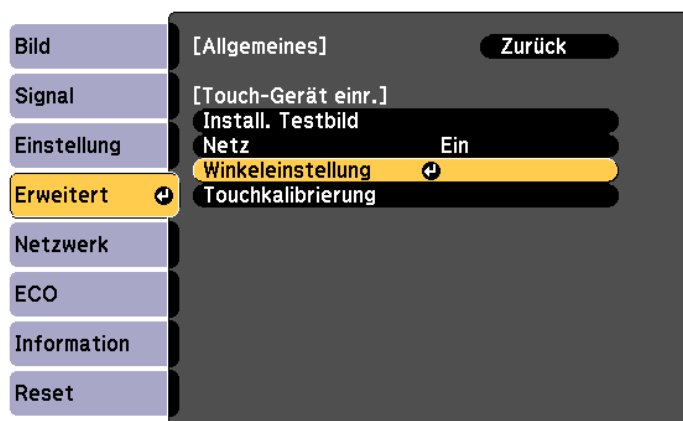 Bild
Signal
Einstellung
Erweitert
Netzwerk
ECO
Information
Reset
[Allgemeines] Zurück
[Touch-Gerät einr.]
Install. Testbild
Netz Ein
Winkeleinstellung
Touchkalibrierung